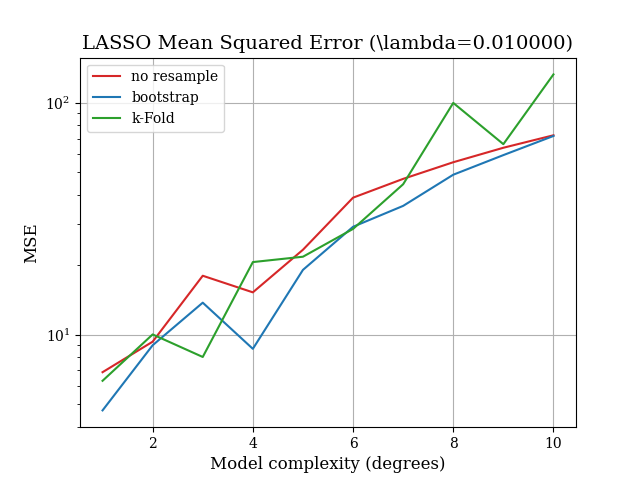 LASSO Mean Squared Error (\lambda=0.010000)
no resample
bootstrap
k-Fold
10²
10¹
MSE
2 4 6 8 10
Model complexity (degrees)